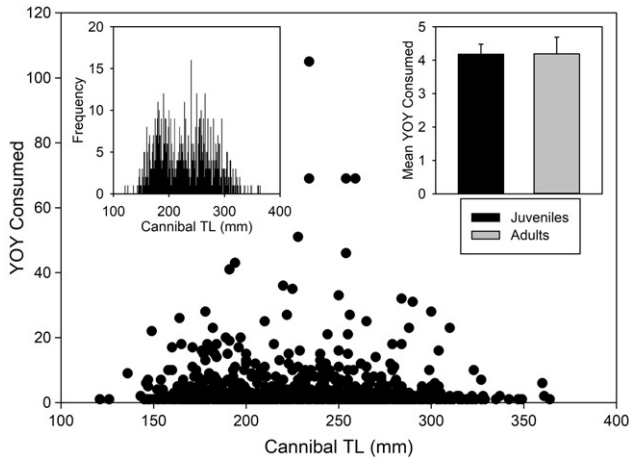 120
100
80
60
40
20
0
YOY Consumed
100 150 200 250 300 350 400
Cannibal TL (mm)
20
15
10
5
0
Frequency
100 200 300 400
Cannibal TL (mm)
5
4
3
2
1
0
Mean YOY Consumed
Juveniles
Adults